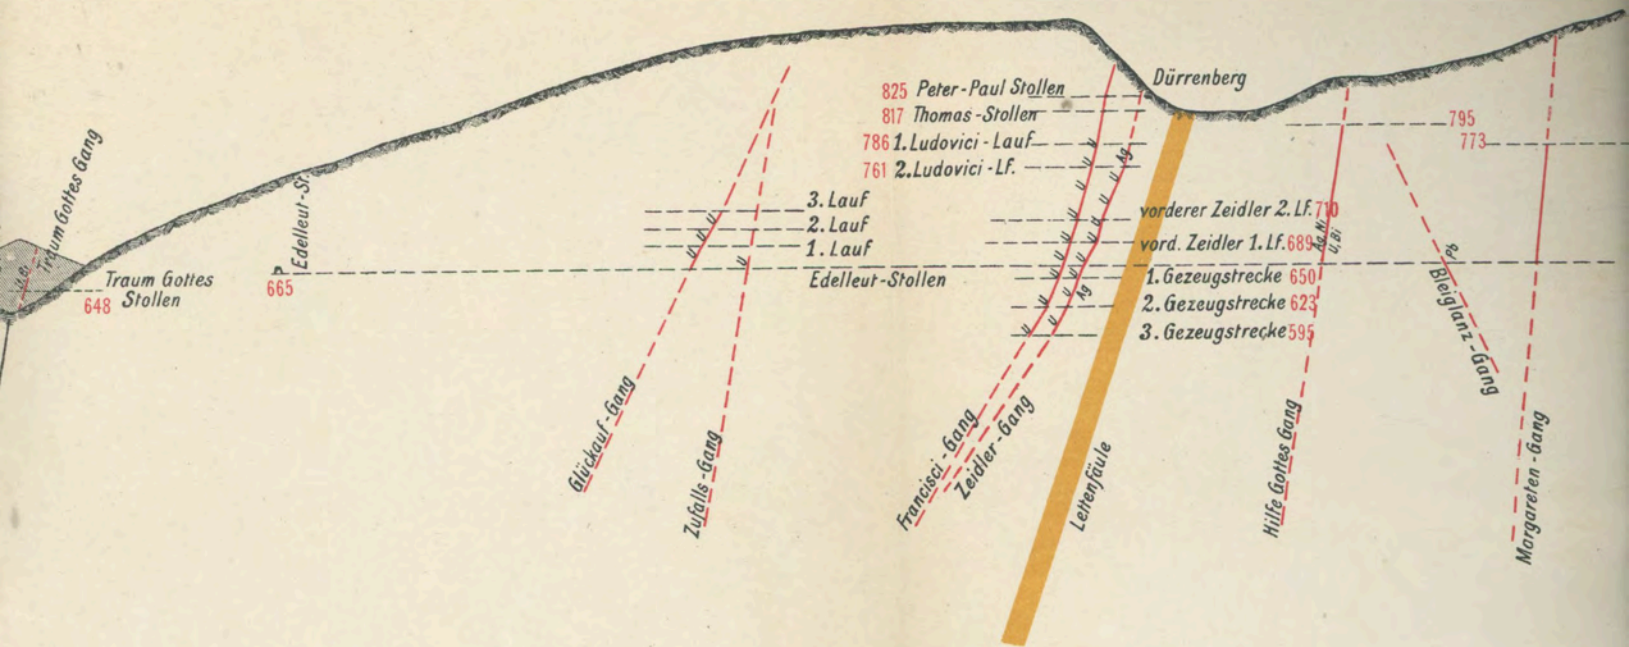 825 Peter-Paul Stollen
817 Thomas-Stollen
786 1. Ludovici-Lauf
761 2. Ludovici-Lf.
Dürrenberg
795
773
Traum Gottes Gang
Edelleut-St.
3. Lauf
2. Lauf
1. Lauf
vorderer Zeidler 2. Lf. 710
vord. Zeidler 1. Lf. 689
Traum Gottes
Stollen
648
665
Edelleut-Stollen
1. Gezeugstrecke 650
2. Gezeugstrecke 623
3. Gezeugstrecke 595
U
U
U
U
U
U
U
U
U
U
U
U
U
U
Ag
U
U
U
U
U
Ag
U
U
Ag, Ni
U, Bi
Pb
Glückauf-Gang
Zufalls-Gang
Francisci-Gang
Zeidler-Gang
Lettenfäule
Hilfe Gottes Gang
Bleiglanz-Gang
Margareten-Gang